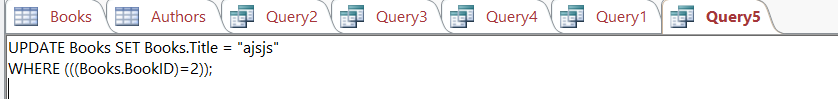 Books Authors Query2 Query3 Query4 Query1 Query5
UPDATE Books SET Books.Title = "ajsjs"
WHERE (((Books.BookID)=2));